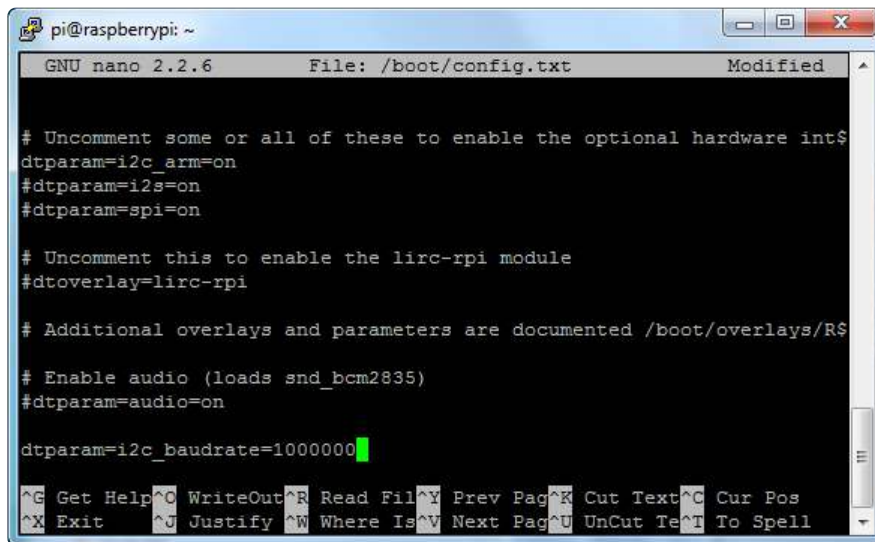 pi@raspberrypi: ~
GNU nano 2.2.6 File: /boot/config.txt Modified
# Uncomment some or all of these to enable the optional hardware int$
dtparam=i2c_arm=on
#dtparam=i2s=on
#dtparam=spi=on
# Uncomment this to enable the lirc-rpi module
#dtoverlay=lirc-rpi
# Additional overlays and parameters are documented /boot/overlays/R$
# Enable audio (loads snd_bcm2835)
#dtparam=audio=on
dtparam=i2c_baudrate=1000000
^G Get Help^O WriteOut^R Read Fil^Y Prev Pag^K Cut Text^C Cur Pos
^X Exit ^J Justify ^W Where Is^V Next Pag^U UnCut Te^T To Spell